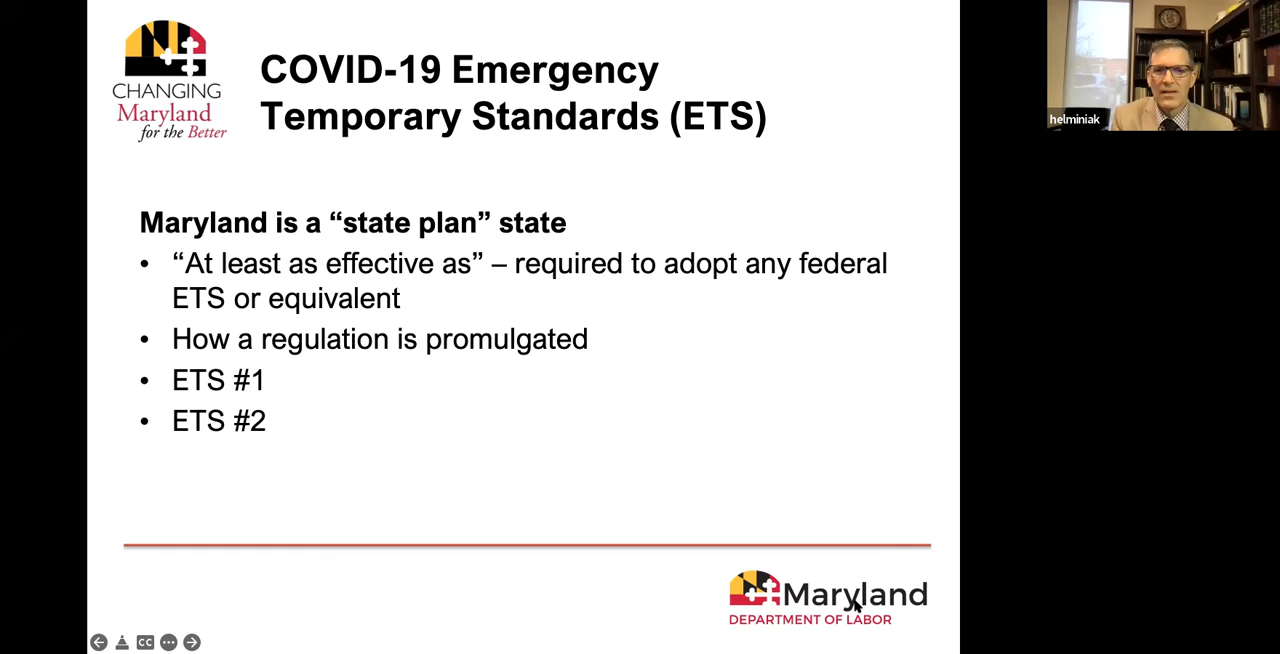 CHANGING
Maryland
for the Better
COVID-19 Emergency
Temporary Standards (ETS)
helminiak
Maryland is a “state plan” state
• “At least as effective as” – required to adopt any federal
ETS or equivalent
• How a regulation is promulgated
• ETS #1
• ETS #2
Maryland
DEPARTMENT OF LABOR
CC